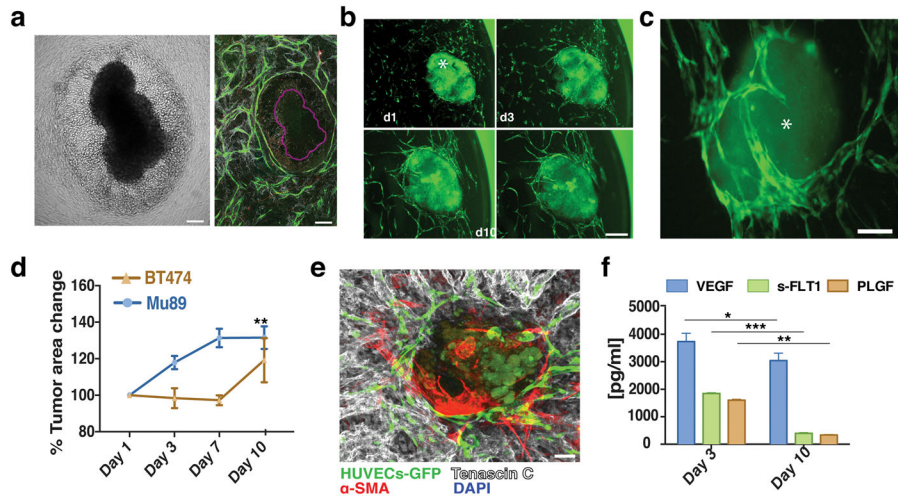 a
b
c
*
d1
d3
d10
*
d
BT474
Mu89
% Tumor area change
160
140
120
100
80
**
Day 1
Day 3
Day 7
Day 10
e
HUVECs-GFP
Tenascin C
α-SMA
DAPI
f
VEGF
s-FLT1
PLGF
[pg/ml]
5000
4000
3000
2000
1000
0
*
***
**
Day 3
Day 10